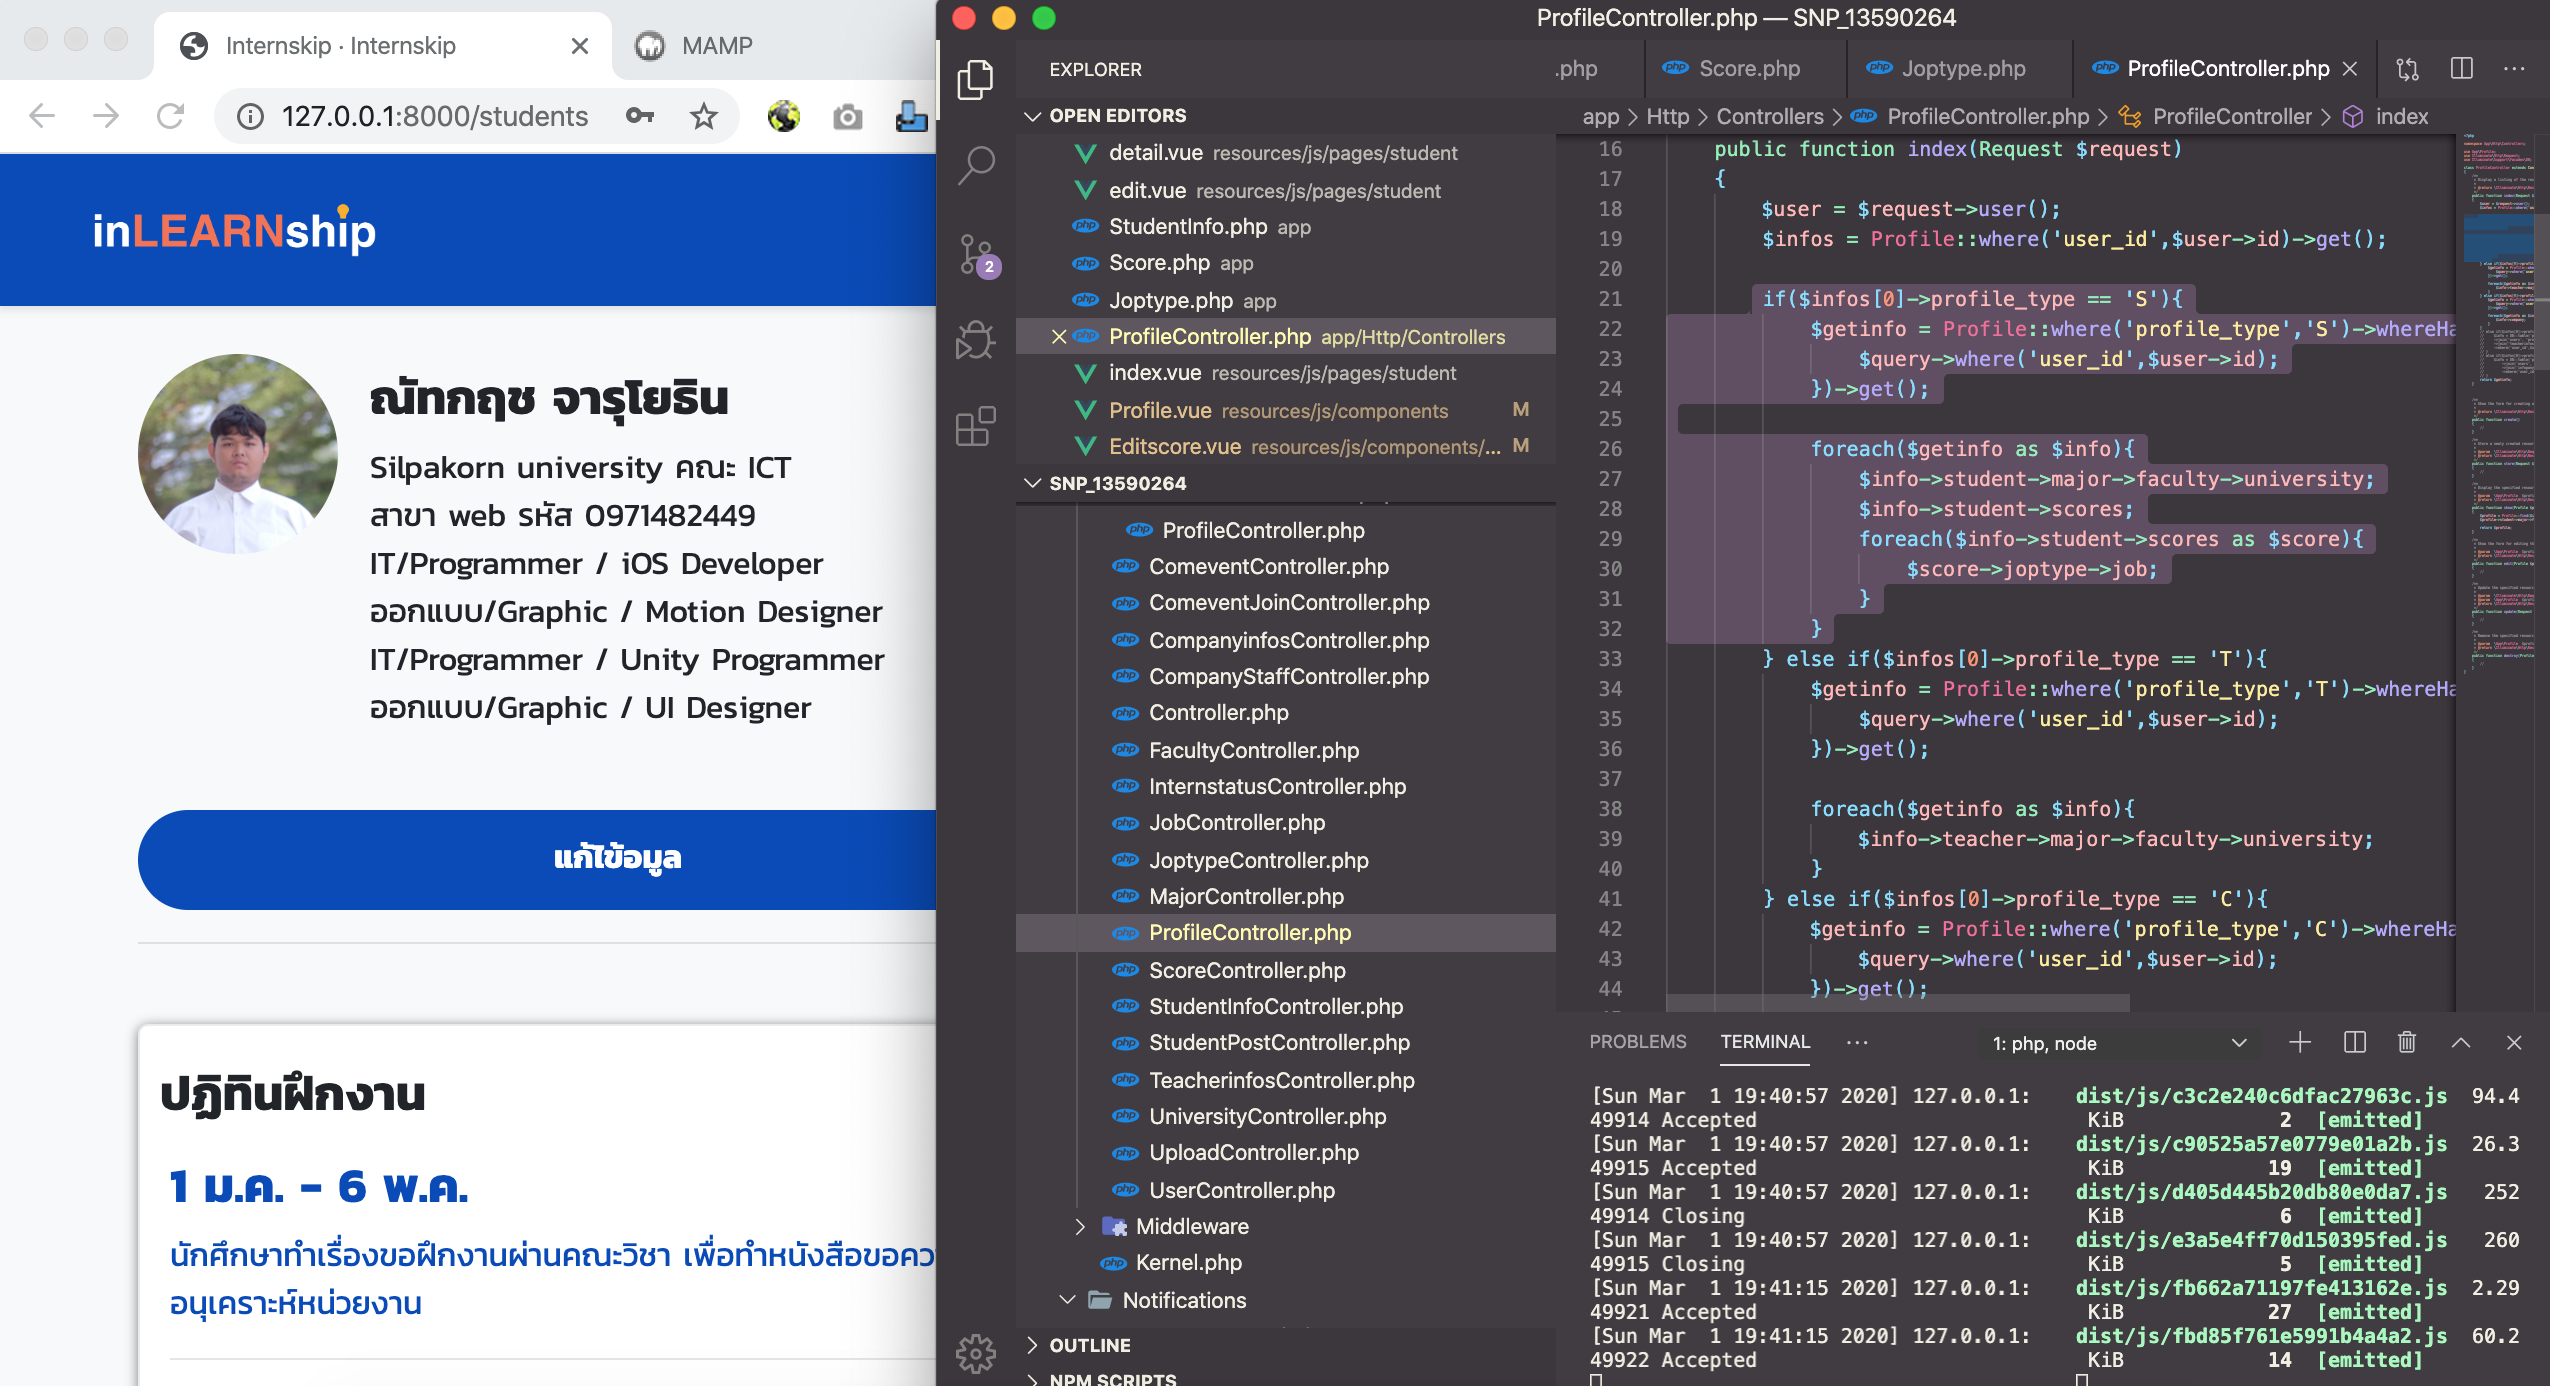 Internskip · Internskip
MAMP
127.0.0.1:8000/students
inLEARNship
ณัทกฤช จารุโยธิน
Silpakorn university คณะ ICT
สาขา web รหัส 0971482449
IT/Programmer / iOS Developer
ออกแบบ/Graphic / Motion Designer
IT/Programmer / Unity Programmer
ออกแบบ/Graphic / UI Designer
แก้ไข้อมูล
ปฏิทินฝึกงาน
1 ม.ค. - 6 พ.ค.
นักศึกษาทำเรื่องขอฝึกงานผ่านคณะวิชา เพื่อทำหนังสือขอคว
อนุเคราะห์หน่วยงาน
ProfileController.php — SNP_13590264
EXPLORER
OPEN EDITORS
detail.vue resources/js/pages/student
edit.vue resources/js/pages/student
StudentInfo.php app
Score.php app
Joptype.php app
ProfileController.php app/Http/Controllers
index.vue resources/js/pages/student
Profile.vue resources/js/components M
Editscore.vue resources/js/components/... M
2
SNP_13590264
ProfileController.php
ComeventController.php
ComeventJoinController.php
CompanyinfosController.php
CompanyStaffController.php
Controller.php
FacultyController.php
InternstatusController.php
JobController.php
JoptypeController.php
MajorController.php
ProfileController.php
ScoreController.php
StudentInfoController.php
StudentPostController.php
TeacherinfosController.php
UniversityController.php
UploadController.php
UserController.php
Middleware
Kernel.php
Notifications
OUTLINE
NPM SCRIPTS
.php Score.php Joptype.php ProfileController.php
app > Http > Controllers > ProfileController.php > ProfileController > index
16 public function index(Request $request)
17 {
18 $user = $request->user();
19 $infos = Profile::where('user_id',$user->id)->get();
20
21 if($infos[0]->profile_type == 'S'){
22 $getinfo = Profile::where('profile_type','S')->whereHa
23 $query->where('user_id',$user->id);
24 })->get();
25
26 foreach($getinfo as $info){
27 $info->student->major->faculty->university;
28 $info->student->scores;
29 foreach($info->student->scores as $score){
30 $score->joptype->job;
31 }
32 }
33 } else if($infos[0]->profile_type == 'T'){
34 $getinfo = Profile::where('profile_type','T')->whereHa
35 $query->where('user_id',$user->id);
36 })->get();
37
38 foreach($getinfo as $info){
39 $info->teacher->major->faculty->university;
40 }
41 } else if($infos[0]->profile_type == 'C'){
42 $getinfo = Profile::where('profile_type','C')->whereHa
43 $query->where('user_id',$user->id);
44 })->get();
PROBLEMS TERMINAL ··· 1: php, node
[Sun Mar 1 19:40:57 2020] 127.0.0.1: dist/js/c3c2e240c6dfac27963c.js 94.4
49914 Accepted KiB 2 [emitted]
[Sun Mar 1 19:40:57 2020] 127.0.0.1: dist/js/c90525a57e0779e01a2b.js 26.3
49915 Accepted KiB 19 [emitted]
[Sun Mar 1 19:40:57 2020] 127.0.0.1: dist/js/d405d445b20db80e0da7.js 252
49914 Closing KiB 6 [emitted]
[Sun Mar 1 19:40:57 2020] 127.0.0.1: dist/js/e3a5e4ff70d150395fed.js 260
49915 Closing KiB 5 [emitted]
[Sun Mar 1 19:41:15 2020] 127.0.0.1: dist/js/fb662a71197fe413162e.js 2.29
49921 Accepted KiB 27 [emitted]
[Sun Mar 1 19:41:15 2020] 127.0.0.1: dist/js/fbd85f761e5991b4a4a2.js 60.2
49922 Accepted KiB 14 [emitted]